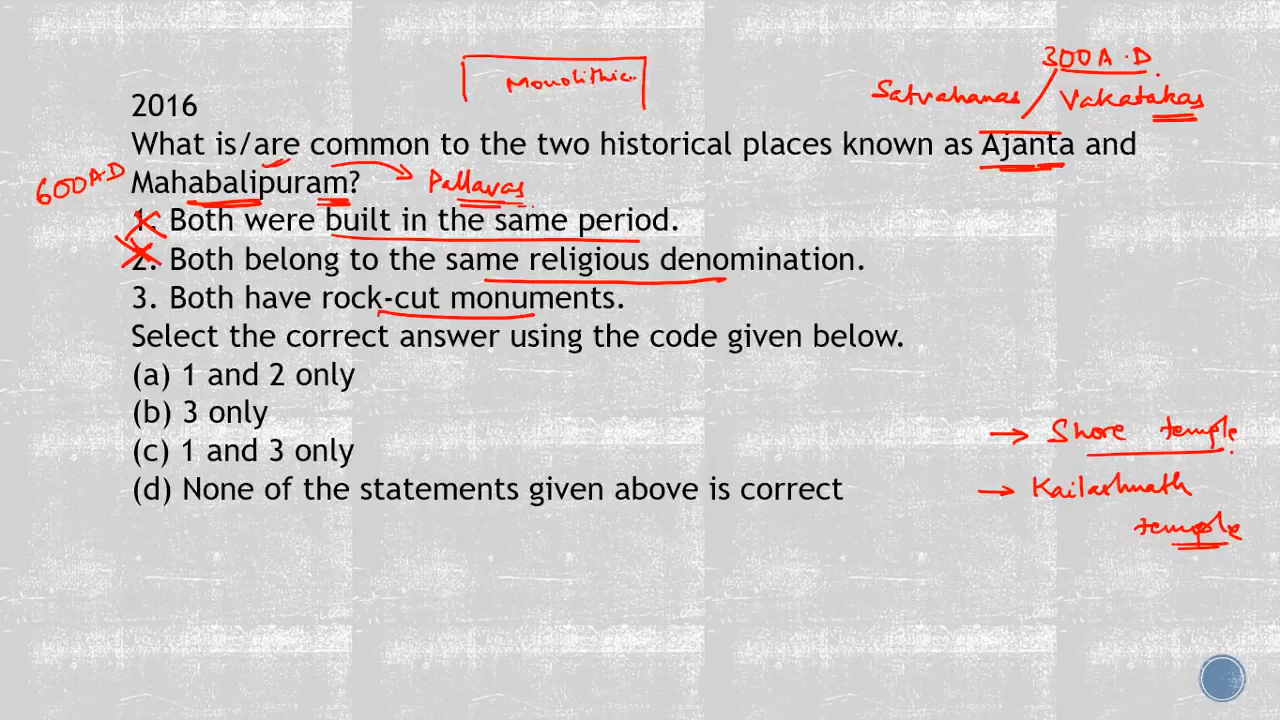 300 A.D.
Monolithic
Satvahanas / Vakatakas
2016
What is/are common to the two historical places known as Ajanta and
600 A.D
Mahabalipuram?
Pallavas
1. Both were built in the same period.
2. Both belong to the same religious denomination.
3. Both have rock-cut monuments.
Select the correct answer using the code given below.
(a) 1 and 2 only
(b) 3 only
→ Shore temple
(c) 1 and 3 only
(d) None of the statements given above is correct
→ Kailashnath
temple